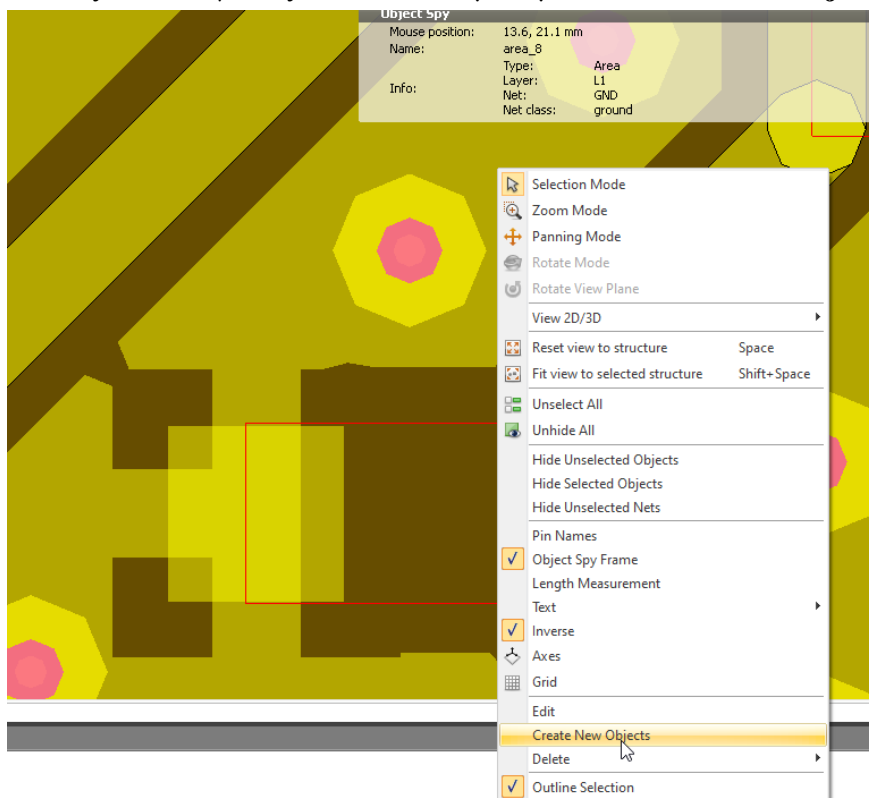 Object Spy
Mouse position: 13.6, 21.1 mm
Name: area_8
Info:
Type: Area
Layer: L1
Net: GND
Net class: ground
Selection Mode
Zoom Mode
Panning Mode
Rotate Mode
Rotate View Plane
View 2D/3D
Reset view to structure Space
Fit view to selected structure Shift+Space
Unselect All
Unhide All
Hide Unselected Objects
Hide Selected Objects
Hide Unselected Nets
Pin Names
Object Spy Frame
Length Measurement
Text
Inverse
Axes
Grid
Edit
Create New Objects
Delete
Outline Selection